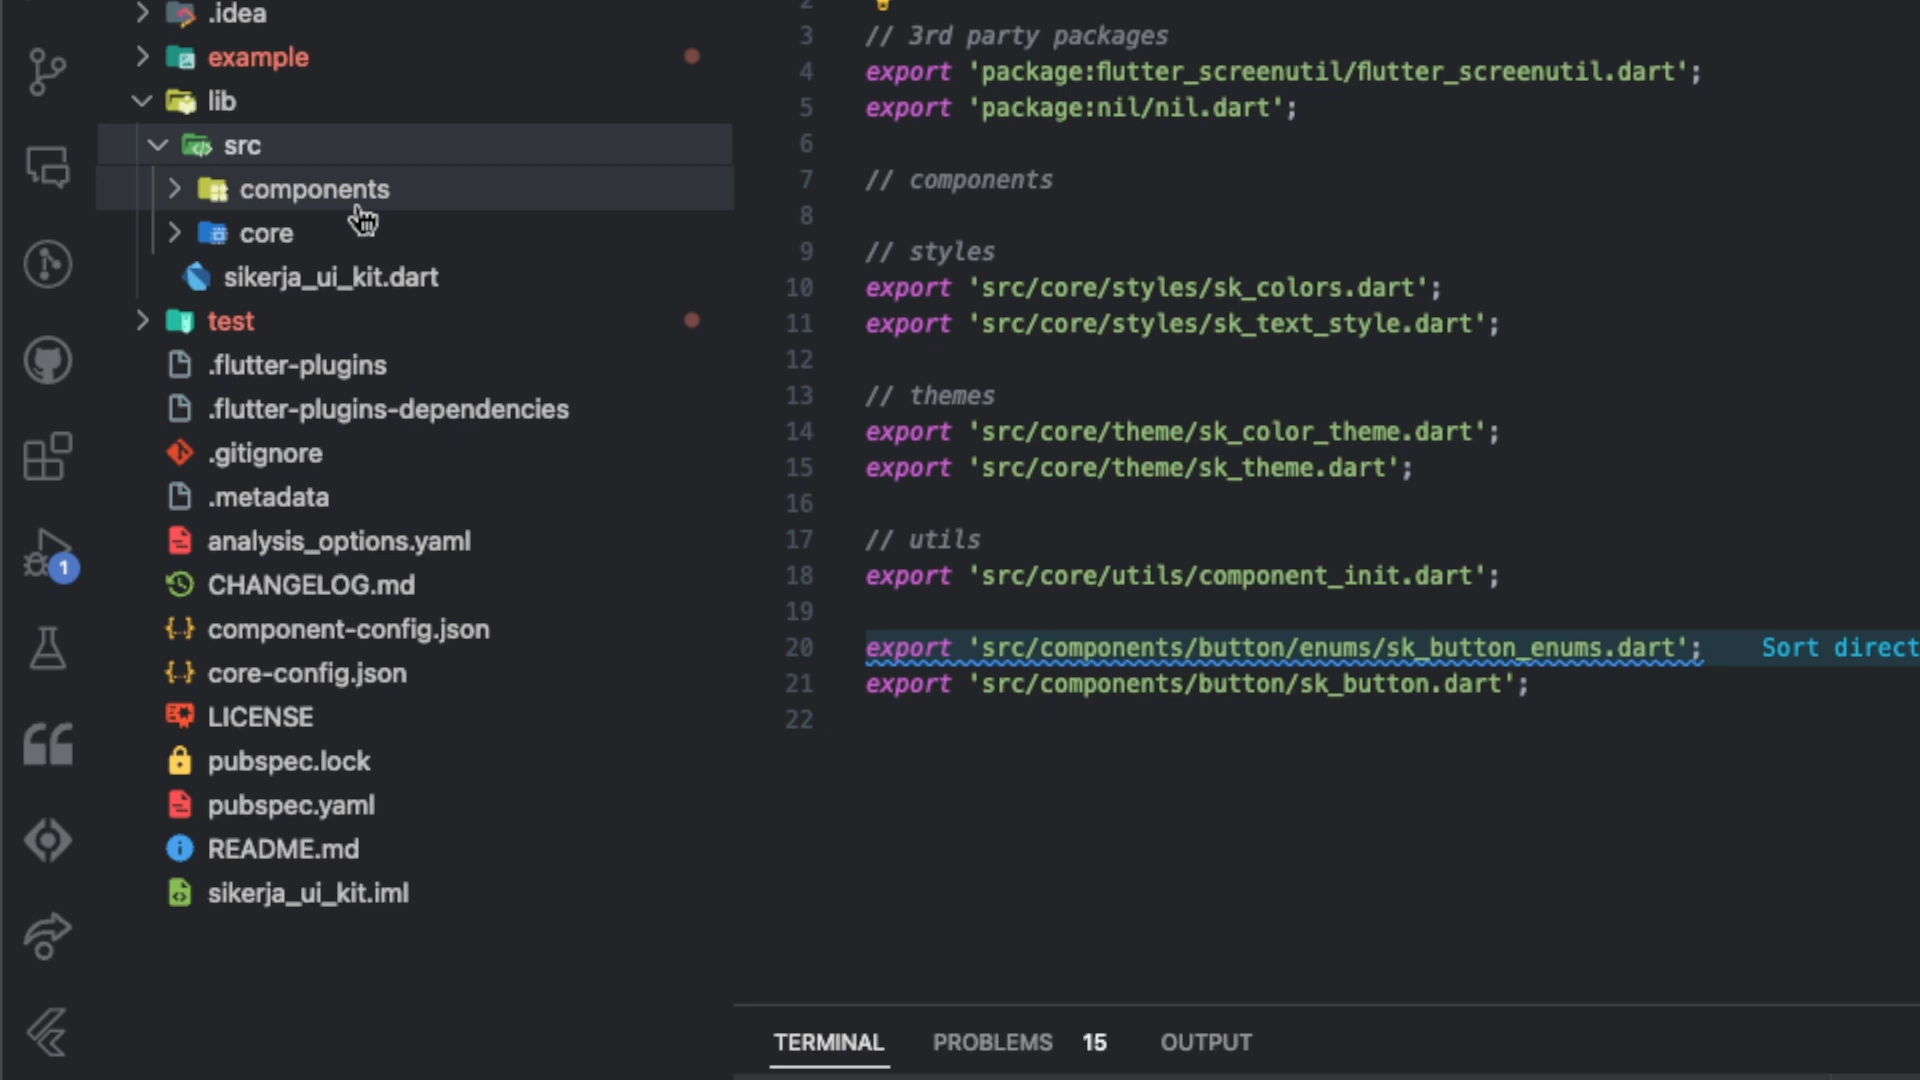 .idea
example
lib
src
components
core
sikerja_ui_kit.dart
test
.flutter-plugins
.flutter-plugins-dependencies
.gitignore
.metadata
analysis_options.yaml
1
CHANGELOG.md
component-config.json
core-config.json
LICENSE
pubspec.lock
pubspec.yaml
README.md
sikerja_ui_kit.iml
2
3 // 3rd party packages
4 export 'package:flutter_screenutil/flutter_screenutil.dart';
5 export 'package:nil/nil.dart';
6
7 // components
8
9 // styles
10 export 'src/core/styles/sk_colors.dart';
11 export 'src/core/styles/sk_text_style.dart';
12
13 // themes
14 export 'src/core/theme/sk_color_theme.dart';
15 export 'src/core/theme/sk_theme.dart';
16
17 // utils
18 export 'src/core/utils/component_init.dart';
19
20 export 'src/components/button/enums/sk_button_enums.dart'; Sort direct
21 export 'src/components/button/sk_button.dart';
22
TERMINAL PROBLEMS 15 OUTPUT